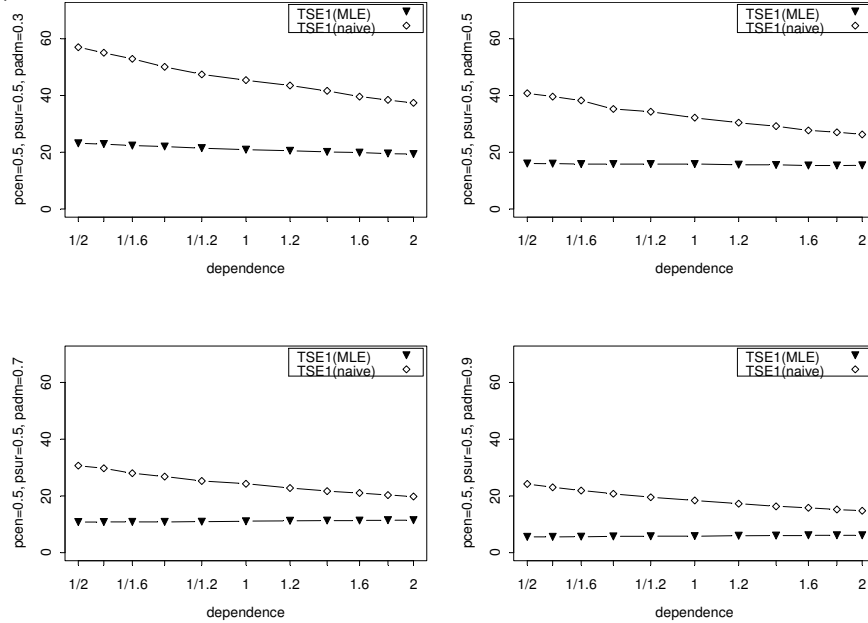 TSE1(MLE)
TSE1(naive)
pcen=0.5, psur=0.5, padm=0.3
60
40
20
0
1/2 1/1.6 1/1.2 1 1.2 1.6 2
dependence
TSE1(MLE)
TSE1(naive)
pcen=0.5, psur=0.5, padm=0.5
60
40
20
0
1/2 1/1.6 1/1.2 1 1.2 1.6 2
dependence
TSE1(MLE)
TSE1(naive)
pcen=0.5, psur=0.5, padm=0.7
60
40
20
0
1/2 1/1.6 1/1.2 1 1.2 1.6 2
dependence
TSE1(MLE)
TSE1(naive)
pcen=0.5, psur=0.5, padm=0.9
60
40
20
0
1/2 1/1.6 1/1.2 1 1.2 1.6 2
dependence